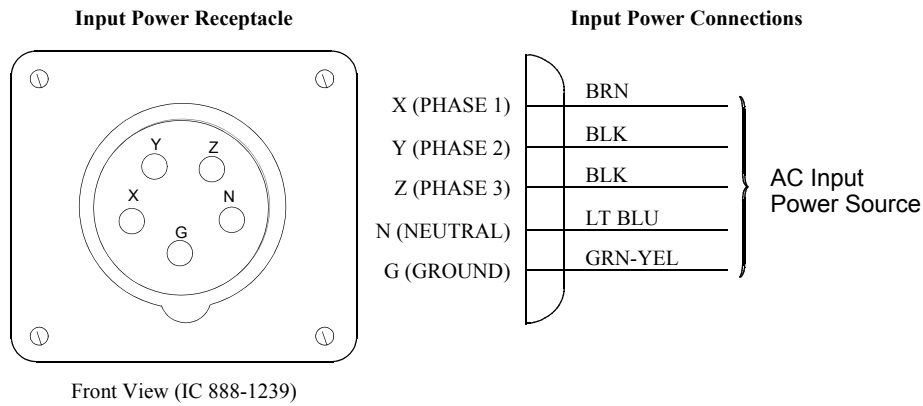 Input Power Receptacle
Input Power Connections
Y
Z
X
N
G
X (PHASE 1)
BRN
Y (PHASE 2)
BLK
Z (PHASE 3)
BLK
N (NEUTRAL)
LT BLU
G (GROUND)
GRN-YEL
AC Input
Power Source
Front View (IC 888-1239)